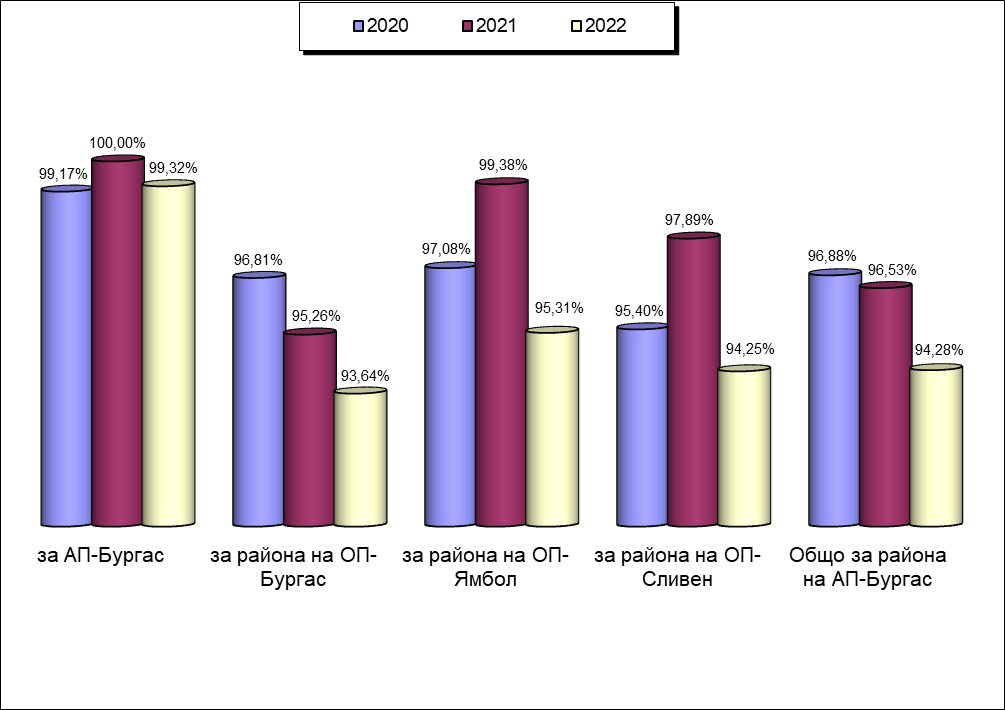 2020 2021 2022
99,17% 100,00% 99,32%
96,81% 95,26% 93,64%
97,08% 99,38% 95,31%
95,40% 97,89% 94,25%
96,88% 96,53% 94,28%
за АП-Бургас
за района на ОП-
Бургас
за района на ОП-
Ямбол
за района на ОП-
Сливен
Общо за района
на АП-Бургас